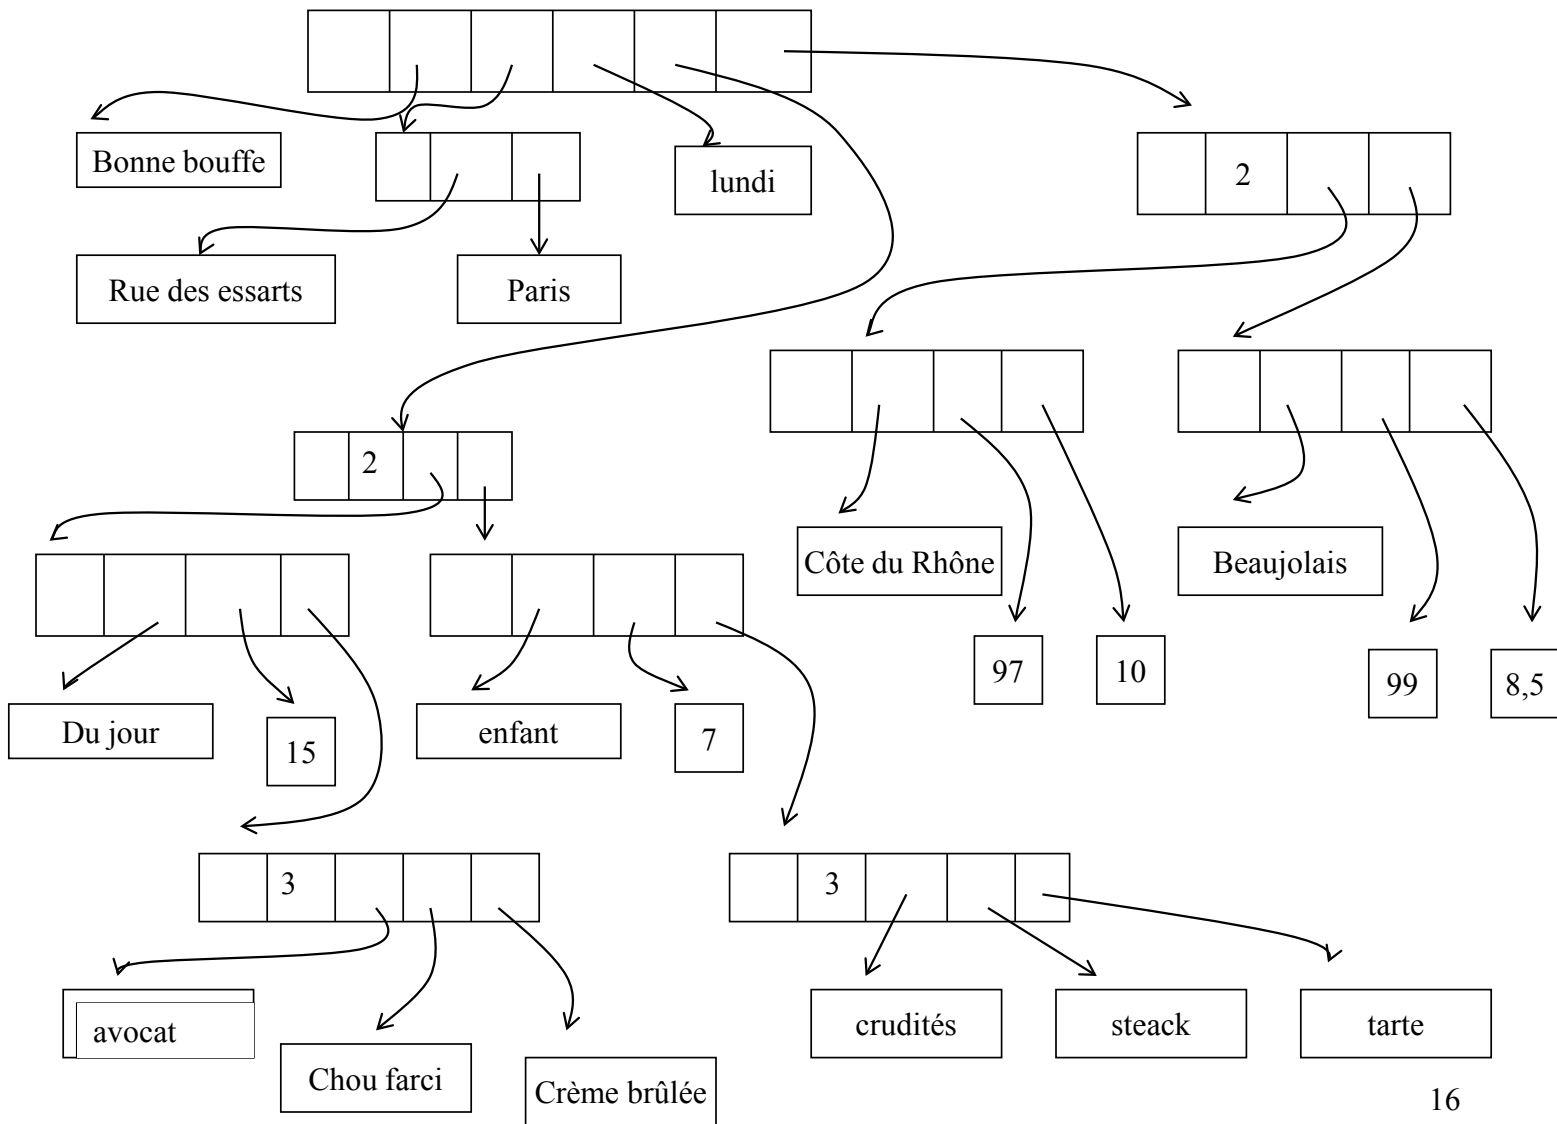 Bonne bouffe
lundi
2
Rue des essarts
Paris
2
Côte du Rhône
Beaujolais
97
10
99
8,5
Du jour
15
enfant
7
3
3
avocat
Chou farci
Crème brûlée
crudités
steack
tarte
16